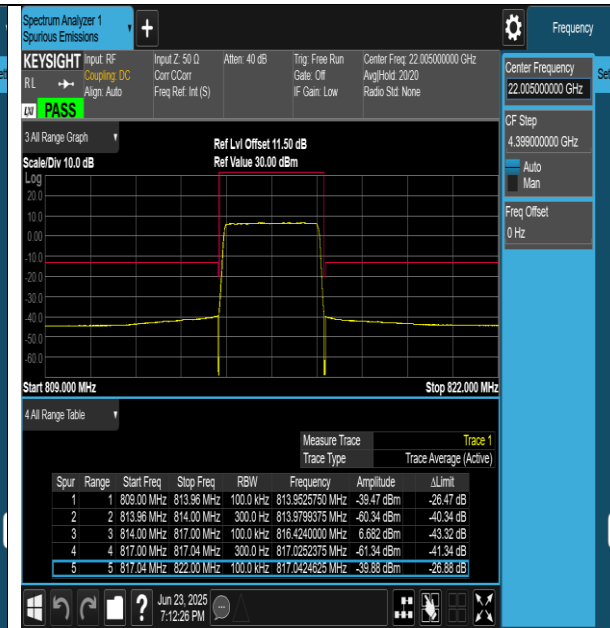 Spectrum Analyzer 1
Spurious Emissions
Frequency
KEYSIGHT
Input: RF
Coupling: DC
Align: Auto
Input Z: 50 Ω
Corr CCorr
Freq Ref: Int (S)
Atten: 40 dB
Trig: Free Run
Gate: Off
IF Gain: Low
Center Freq: 22.005000000 GHz
Avg|Hold: 20/20
Radio Std: None
RL
LXI
PASS
Center Frequency
22.005000000 GHz
CF Step
4.399000000 GHz
Auto
Man
Freq Offset
0 Hz
3 All Range Graph
Scale/Div 10.0 dB
Ref Lvl Offset 11.50 dB
Ref Value 30.00 dBm
Log
20.0
10.0
0.00
-10.0
-20.0
-30.0
-40.0
-50.0
-60.0
Start 809.000 MHz
Stop 822.000 MHz
4 All Range Table
Measure Trace Trace 1
Trace Type Trace Average (Active)
Spur Range Start Freq Stop Freq RBW Frequency Amplitude ΔLimit
1 1 809.00 MHz 813.96 MHz 100.0 kHz 813.9525750 MHz -39.47 dBm -26.47 dB
2 2 813.96 MHz 814.00 MHz 300.0 Hz 813.9799375 MHz -60.34 dBm -40.34 dB
3 3 814.00 MHz 817.00 MHz 100.0 kHz 816.4240000 MHz 6.682 dBm -43.32 dB
4 4 817.00 MHz 817.04 MHz 300.0 Hz 817.0252375 MHz -61.34 dBm -41.34 dB
5 5 817.04 MHz 822.00 MHz 100.0 kHz 817.0424625 MHz -39.88 dBm -26.88 dB
?
Jun 23, 2025
7:12:26 PM